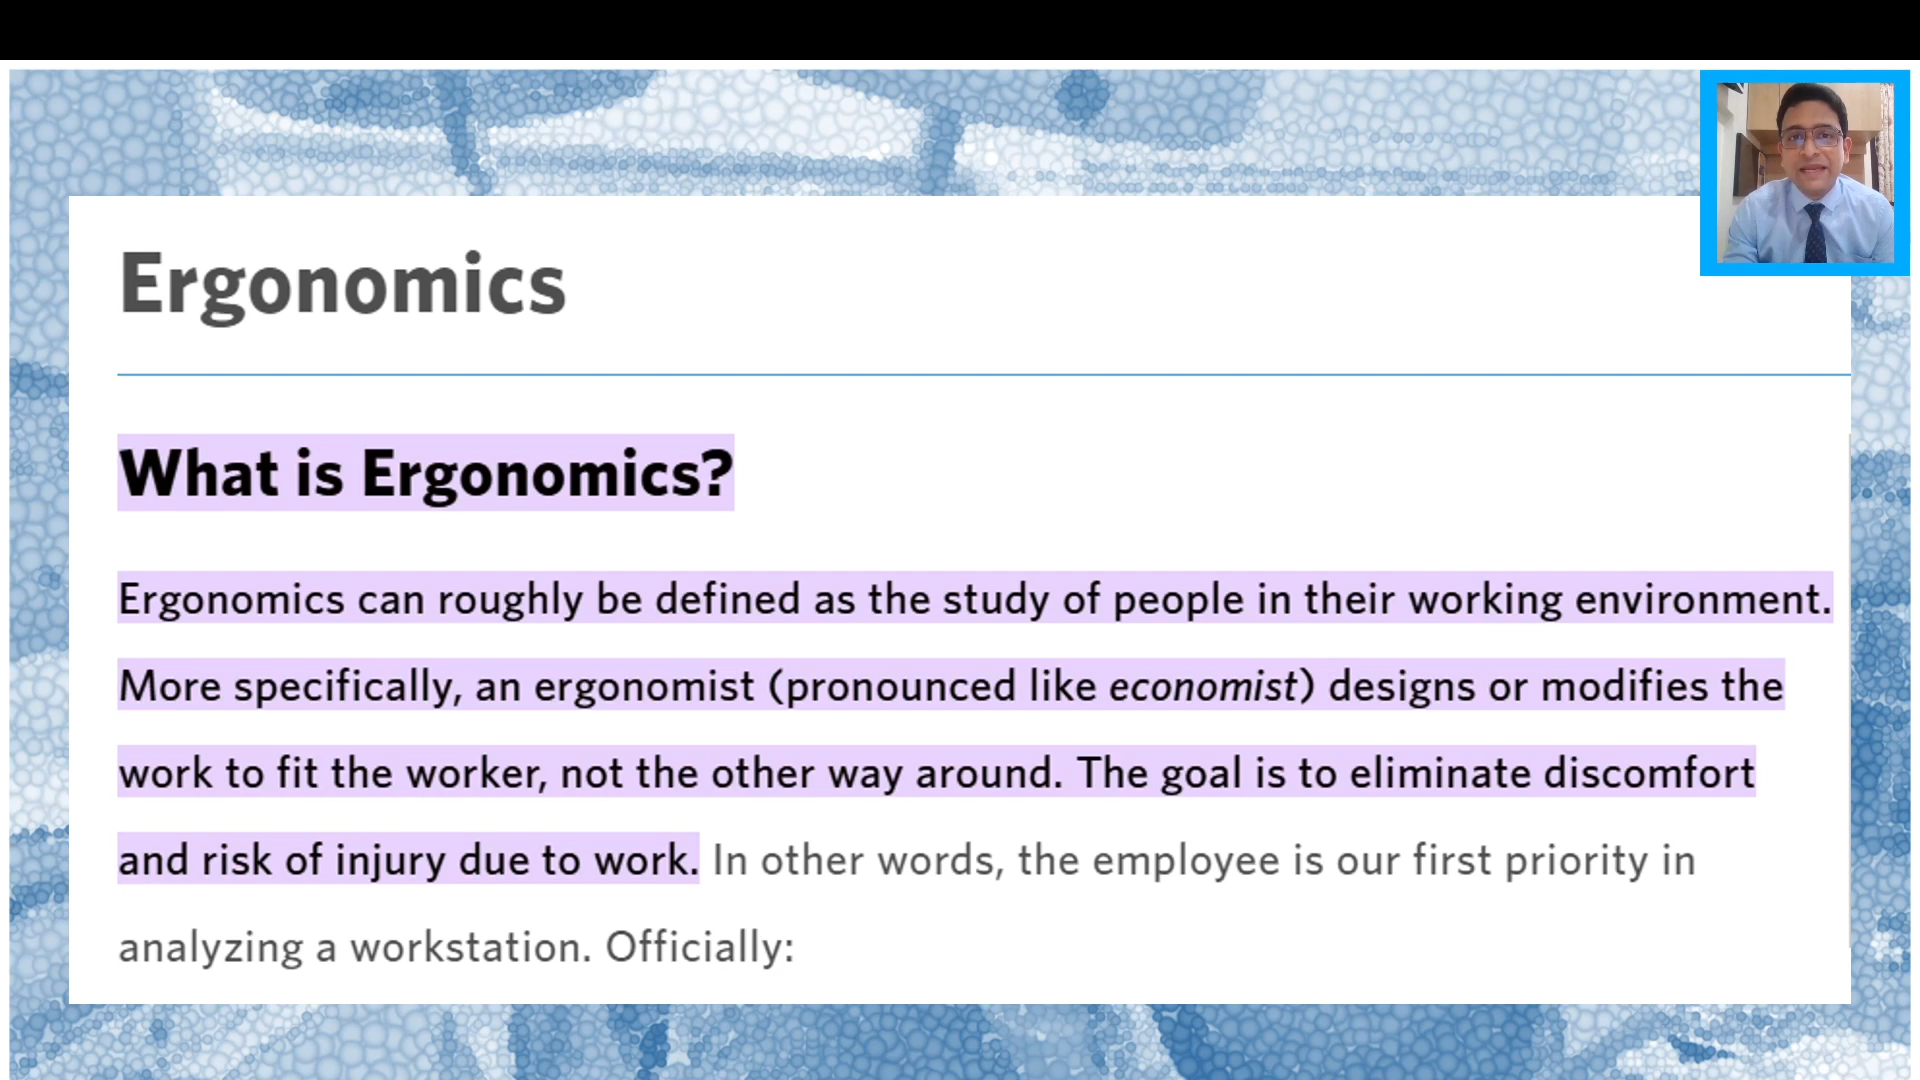 Ergonomics
What is Ergonomics?
Ergonomics can roughly be defined as the study of people in their working environment.
More specifically, an ergonomist (pronounced like economist) designs or modifies the
work to fit the worker, not the other way around. The goal is to eliminate discomfort
and risk of injury due to work. In other words, the employee is our first priority in
analyzing a workstation. Officially: